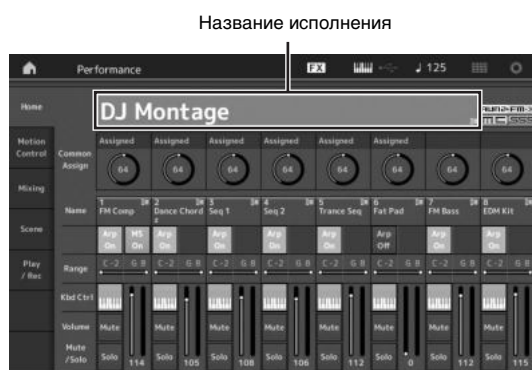 Название исполнения
Performance FX 125
Home DJ Montage
Motion Control
Mixing
Scene
Play / Rec
Assigned Assigned Assigned Assigned Assigned Assigned Assigned
Common Assign 64 64 64 64 64 64 64 64
Name 1 FM Comp 2 Dance Chord 3 Seq 1 4 Seq 2 5 Trance Seq 6 Fat Pad 7 FM Bass 8 EDM Kit
Arp On MS On Arp On Arp On Arp On Arp On Arp Off Arp On Arp On
Range C -2 G 8 C -2 G 8 C -2 G 8 C -2 G 8 C -2 G 8 C -2 G 8 C -2 G 8 C -2 G 8
Kbd Ctrl
Volume Mute Mute Mute Mute Mute Mute Mute Mute
Mute /Solo Solo 114 Solo 105 Solo 108 Solo 106 Solo 112 Solo 0 Solo 112 Solo 115